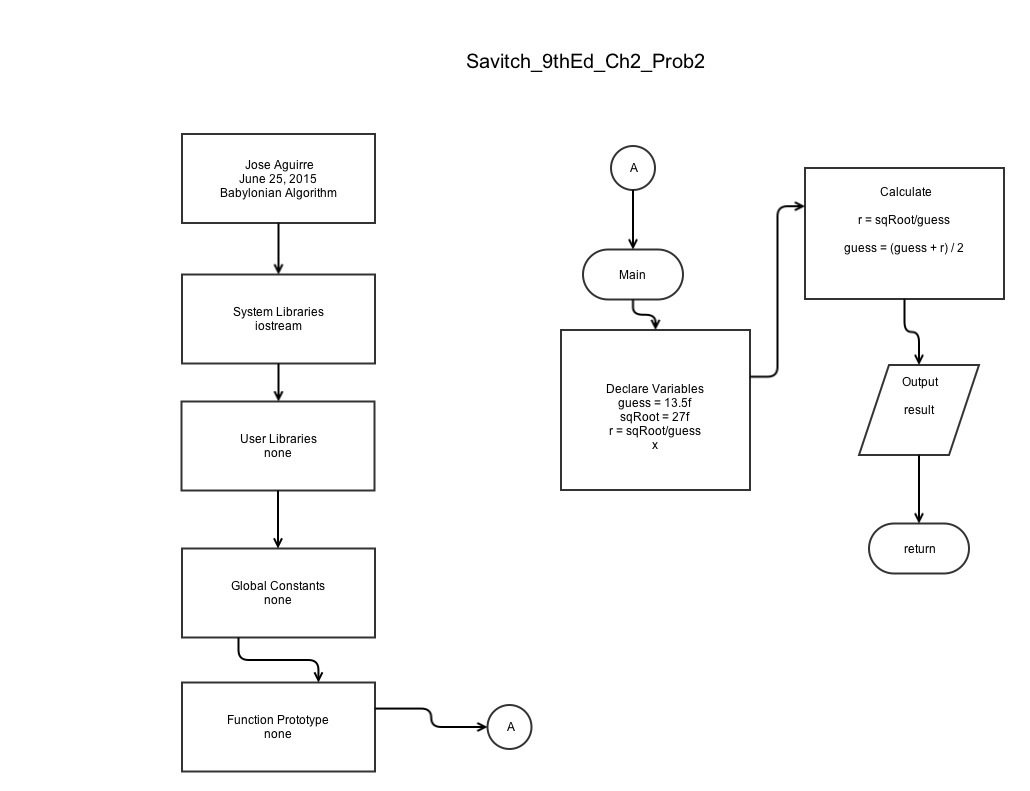 Savitch_9thEd_Ch2_Prob2
Jose Aguirre
June 25, 2015
Babylonian Algorithm
System Libraries
iostream
User Libraries
none
Global Constants
none
Function Prototype
none
A
A
Main
Declare Variables
guess = 13.5f
sqRoot = 27f
r = sqRoot/guess
x
Calculate
r = sqRoot/guess
guess = (guess + r) / 2
Output
result
return